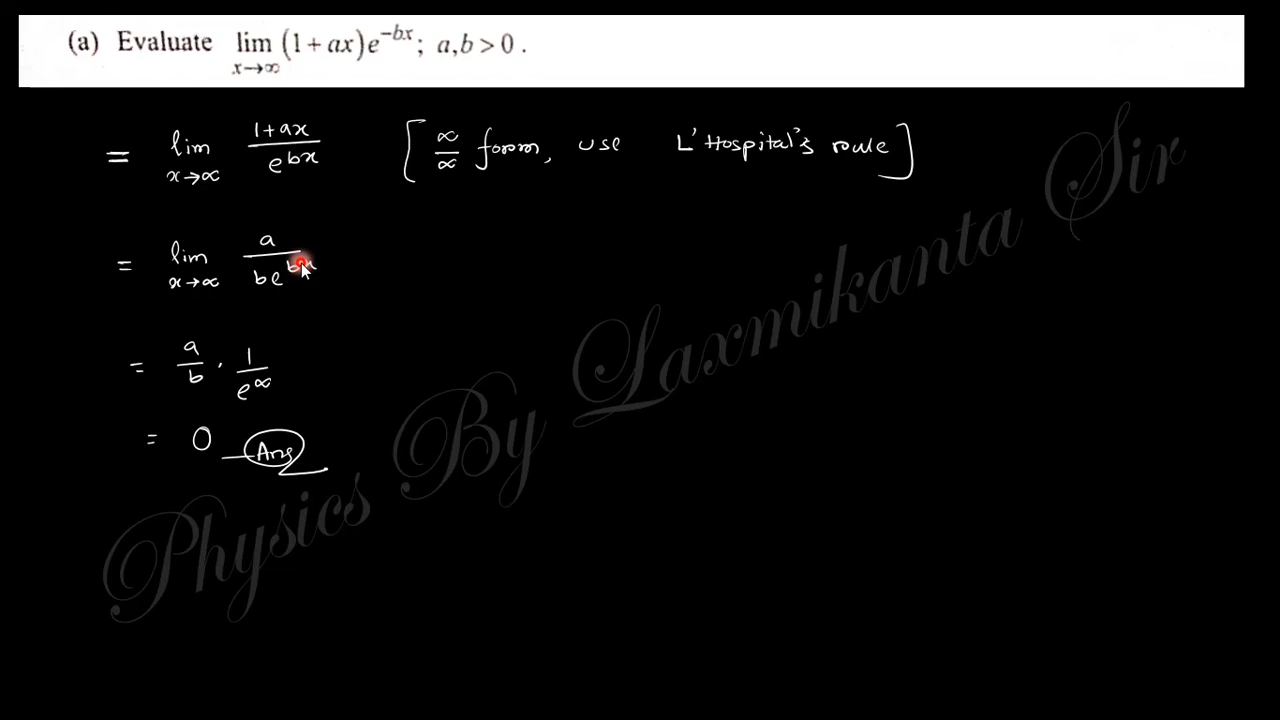 (a) Evaluate lim x→∞ (1 + ax)e^{-bx}; a,b > 0.
= lim x→∞ (1+ax)/(e^{bx}) [ ∞/∞ form, use L'Hospital's roule ]
= lim x→∞ a/(be^{bx})
= a/b · 1/e^∞
= 0 Ans
Physics By Laxmikanta Sir